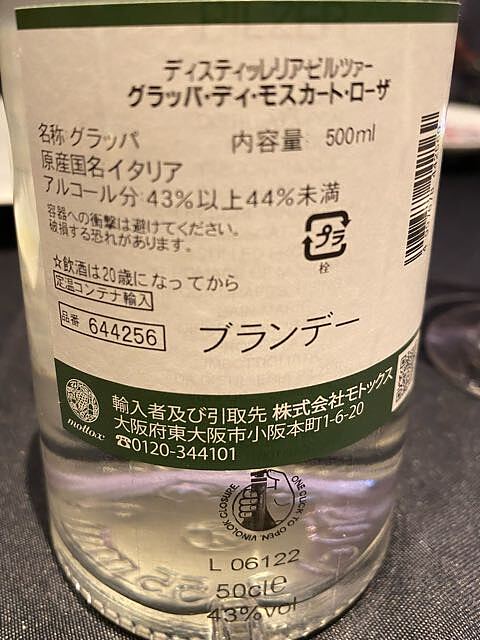 ディスティッレリア・ピルツァー
グラッパ・ディ・モスカート・ローザ
名称 グラッパ 内容量 500ml
原産国名イタリア
アルコール分 43%以上44%未満
容器への衝撃は避けてください。
破損する恐れがあります。
プラ
栓
☆飲酒は20歳になってから
定温コンテナ輸入
品番 644256
ブランデー
mottox
輸入者及び引取先 株式会社モトックス
大阪府東大阪市小阪本町1-6-20
☎0120-344101
ONE CLICK TO OPEN, VINOLOK CLOSURE
L 06122
50cl e
43%vol